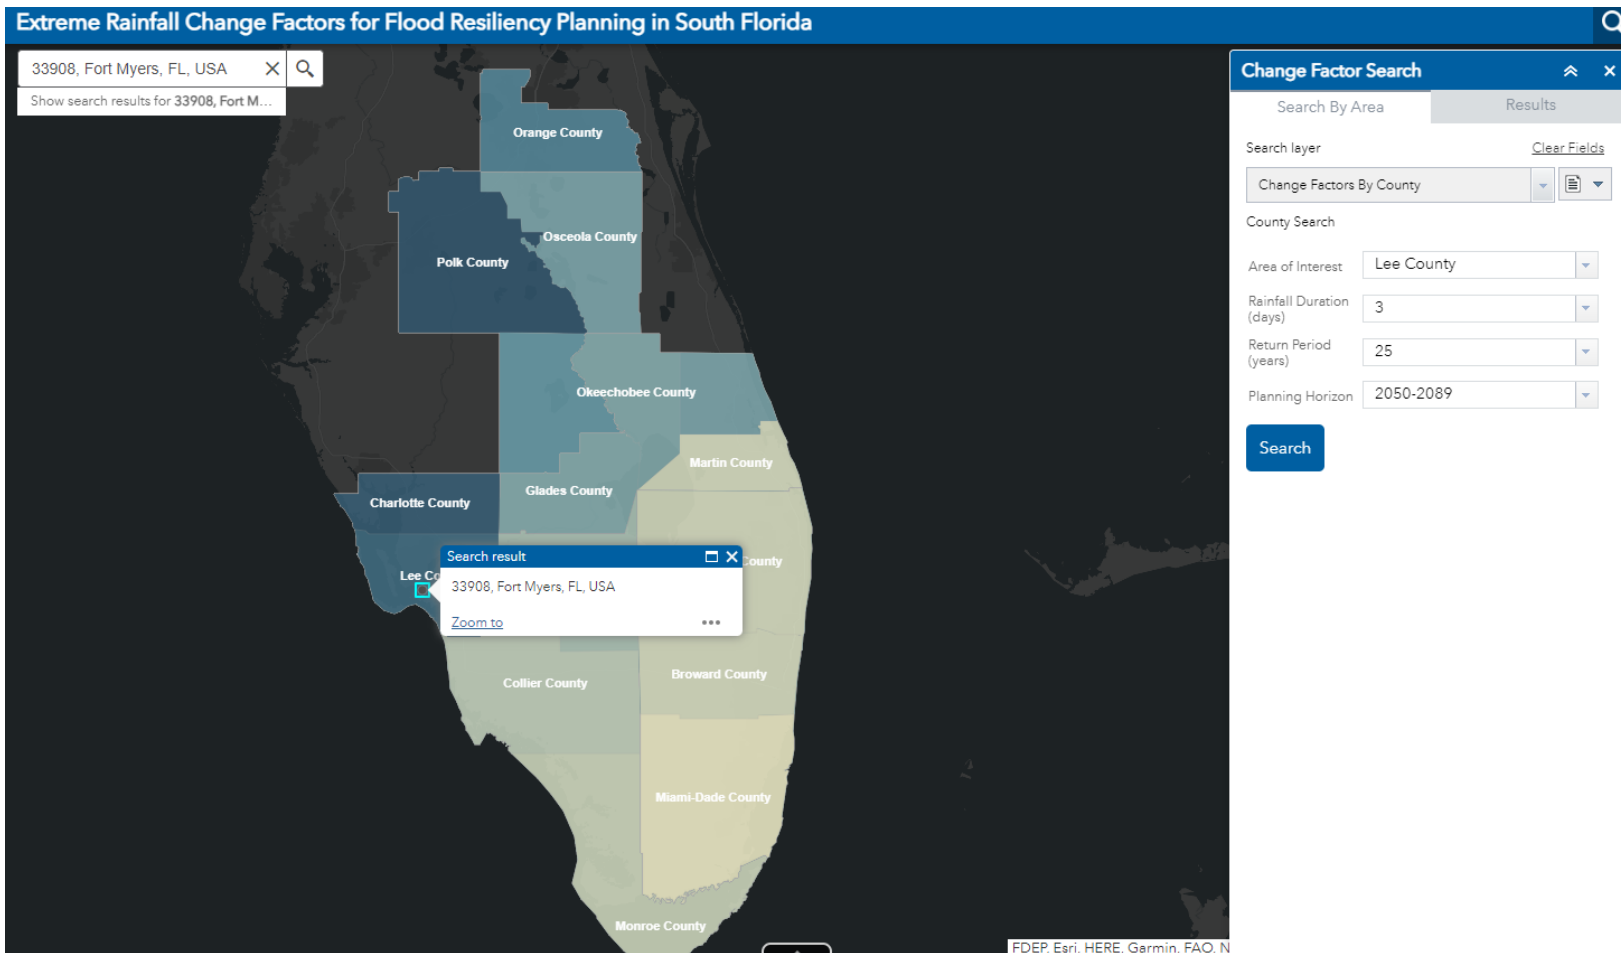 Extreme Rainfall Change Factors for Flood Resiliency Planning in South Florida
33908, Fort Myers, FL, USA
Show search results for 33908, Fort M...
Orange County
Osceola County
Polk County
Okeechobee County
Martin County
Glades County
Charlotte County
County
Lee Co
Search result
33908, Fort Myers, FL, USA
Zoom to
Broward County
Collier County
Miami-Dade County
Monroe County
FDEP, Esri, HERE, Garmin, FAO, N
Change Factor Search
Search By Area
Results
Search layer
Clear Fields
Change Factors By County
County Search
Area of Interest
Lee County
Rainfall Duration
(days)
3
Return Period
(years)
25
Planning Horizon
2050-2089
Search